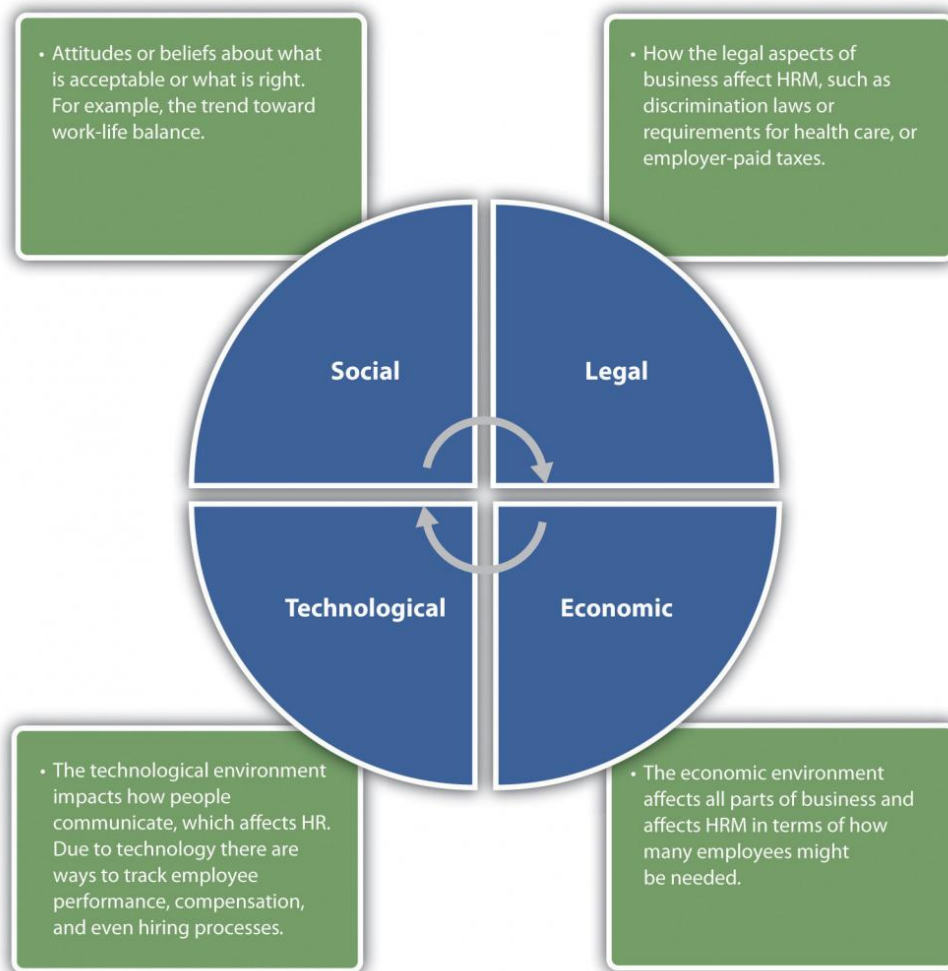 • Attitudes or beliefs about what
is acceptable or what is right.
For example, the trend toward
work-life balance.
• How the legal aspects of
business affect HRM, such as
discrimination laws or
requirements for health care, or
employer-paid taxes.
Social
Legal
Technological
Economic
• The technological environment
impacts how people
communicate, which affects HR.
Due to technology there are
ways to track employee
performance, compensation,
and even hiring processes.
• The economic environment
affects all parts of business and
affects HRM in terms of how
many employees might
be needed.